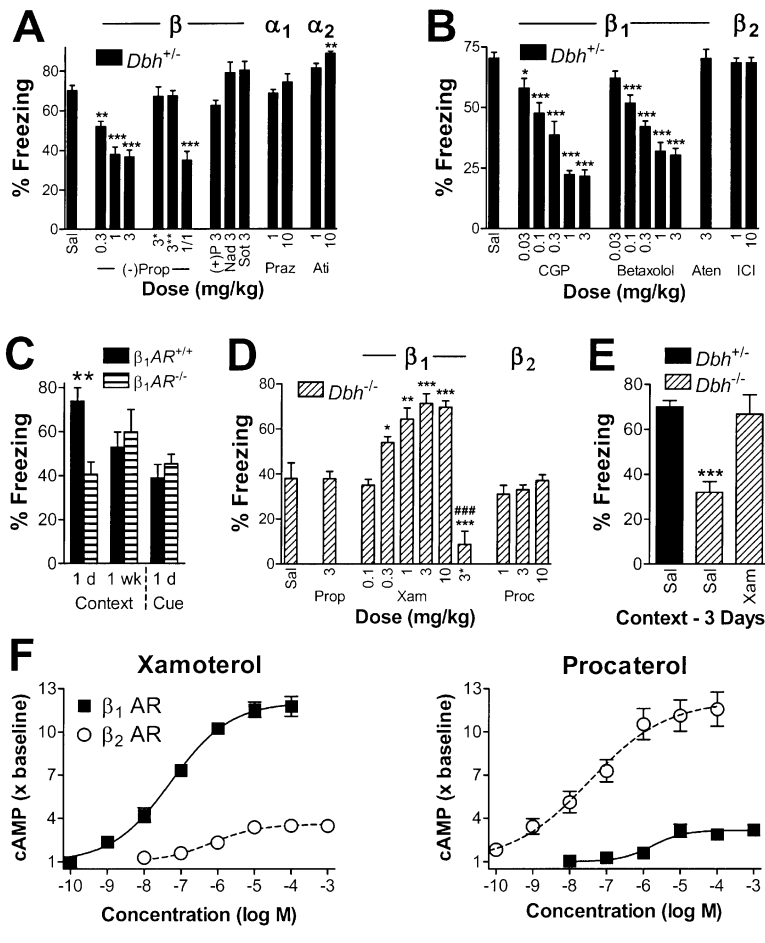 A
β α1 α2
Dbh+/-
% Freezing
80
60
40
20
0
** *** *** *** **
Sal 0.3 1 3 3* 3** 1/1 (+)P 3 Nad 3 Sot 3 1 10 1 10
(-)Prop Praz Ati
Dose (mg/kg)
B
β1 β2
Dbh+/-
% Freezing
75
50
25
0
* *** *** *** *** *** *** *** ***
Sal 0.03 0.1 0.3 1 3 0.03 0.1 0.3 1 3 3 1 10
CGP Betaxolol Aten ICI
Dose (mg/kg)
C
β1AR+/+
β1AR-/-
% Freezing
80
60
40
20
0
**
1 d 1 wk 1 d
Context Cue
D
β1 β2
Dbh-/-
% Freezing
80
60
40
20
0
* ** *** ***
###
***
Sal 3 0.1 0.3 1 3 10 3* 1 3 10
Prop Xam Proc
Dose (mg/kg)
E
Dbh+/-
Dbh-/-
% Freezing
80
60
40
20
0
***
Sal Sal Xam
Context - 3 Days
F
Xamoterol
β1 AR
β2 AR
cAMP (x baseline)
13
10
7
4
1
-10 -9 -8 -7 -6 -5 -4 -3
Concentration (log M)
Procaterol
cAMP (x baseline)
13
10
7
4
1
-10 -9 -8 -7 -6 -5 -4 -3
Concentration (log M)